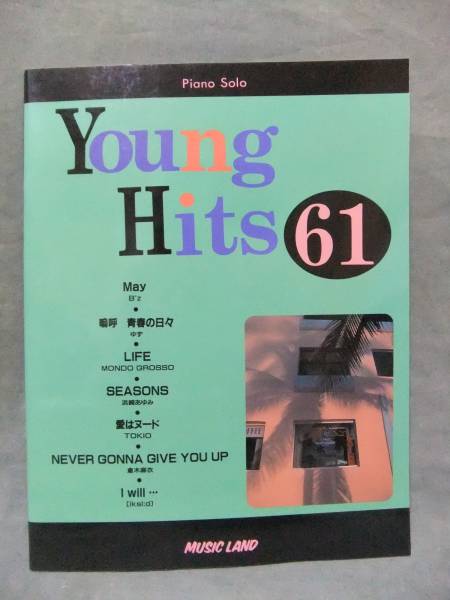 Piano Solo
Young
Hits 61
May
B'z
嗚呼 青春の日々
ゆず
LIFE
MONDO GROSSO
SEASONS
浜崎あゆみ
愛はヌード
TOKIO
NEVER GONNA GIVE YOU UP
倉木麻衣
I will…
[iksi:d]
MUSIC LAND